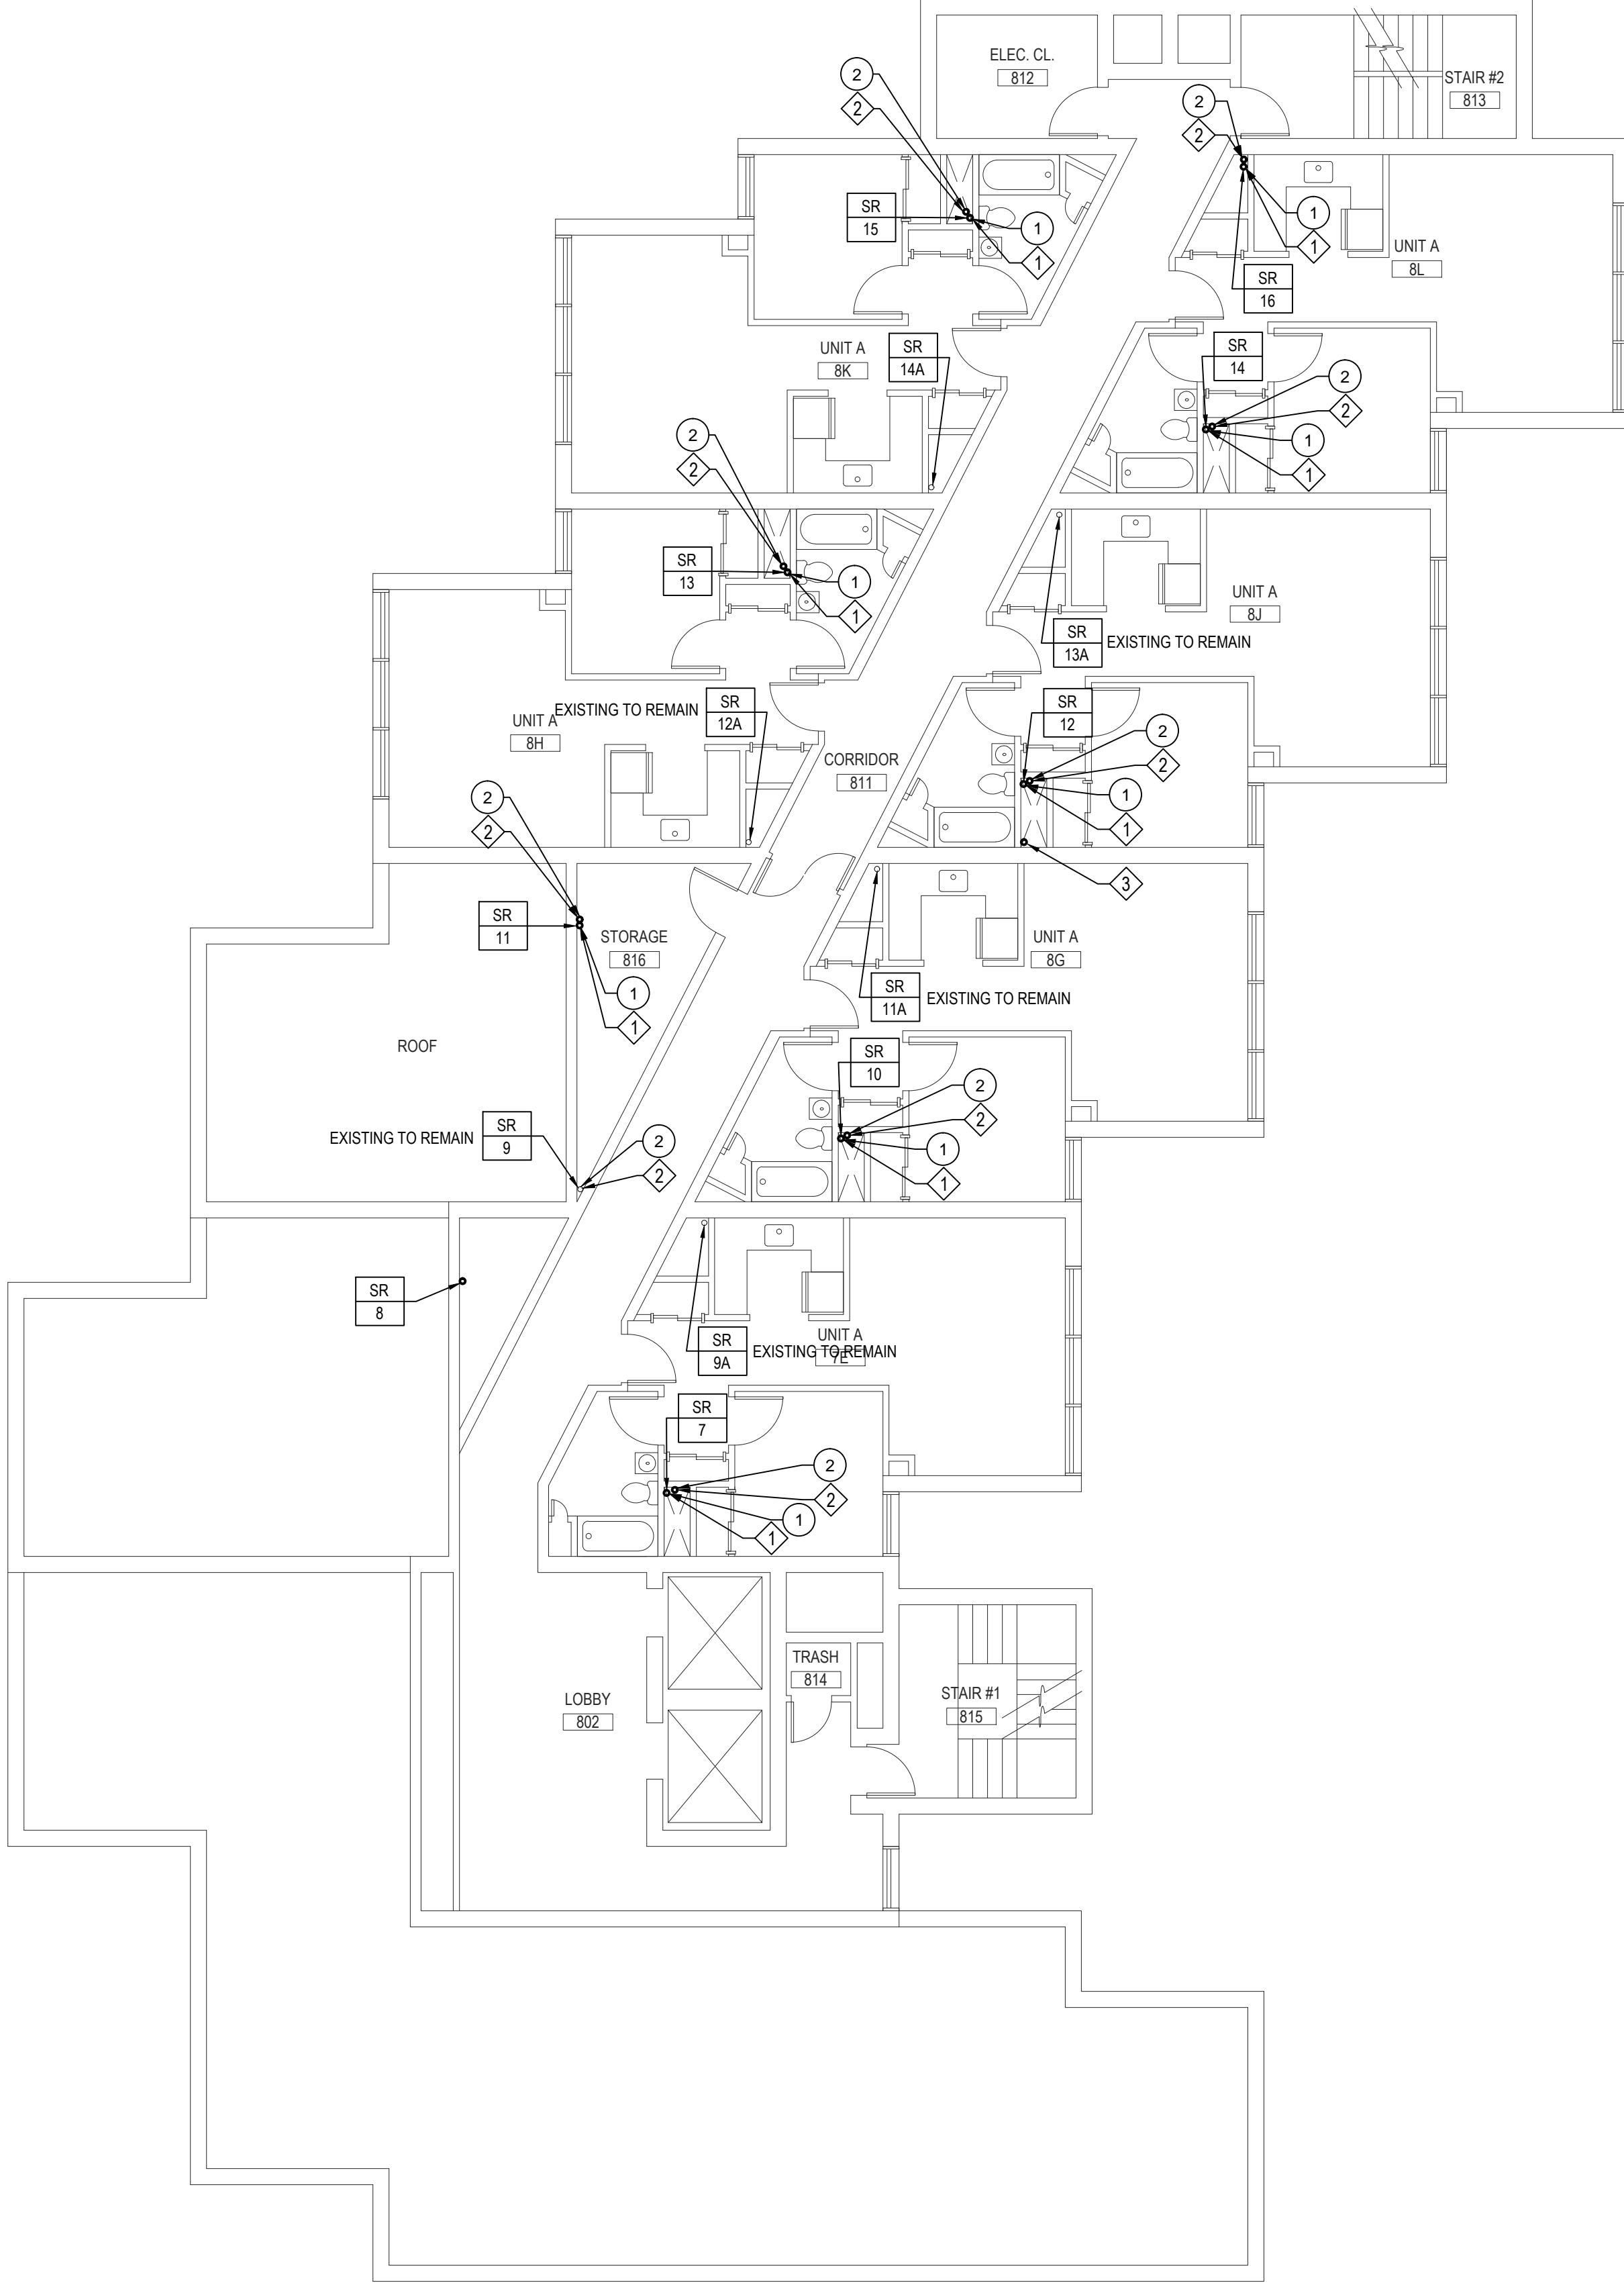 ELEC. CL.
812
STAIR #2
813
2
2
2
2
SR
15
1
1
1
1
UNIT A
8L
SR
16
UNIT A
8K
SR
14A
SR
14
2
2
1
1
2
2
SR
13
1
1
UNIT A
8J
SR
13A
EXISTING TO REMAIN
EXISTING TO REMAIN
SR
12A
UNIT A
8H
SR
12
2
2
1
1
3
CORRIDOR
811
2
2
SR
11
STORAGE
816
1
1
UNIT A
8G
SR
11A
EXISTING TO REMAIN
ROOF
SR
10
2
2
1
1
EXISTING TO REMAIN
SR
9
2
2
SR
8
UNIT A
7E
SR
9A
EXISTING TO REMAIN
SR
7
2
2
1
1
TRASH
814
LOBBY
802
STAIR #1
815